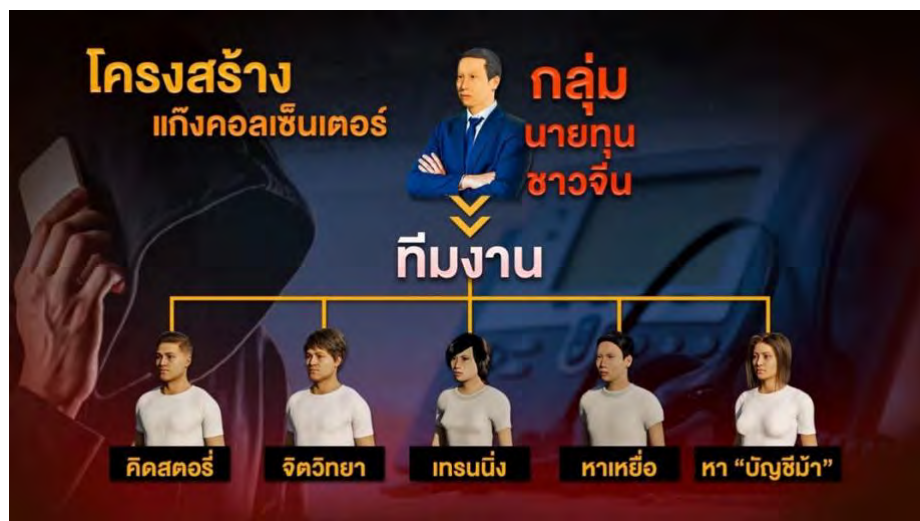 โครงสร้าง
แก๊งคอลเซ็นเตอร์
กลุ่ม
นายทุน
ชาวจีน
ทีมงาน
คิดสตอรี่
จิตวิทยา
เทรนนิ่ง
หาเหยื่อ
หา “บัญชีม้า”